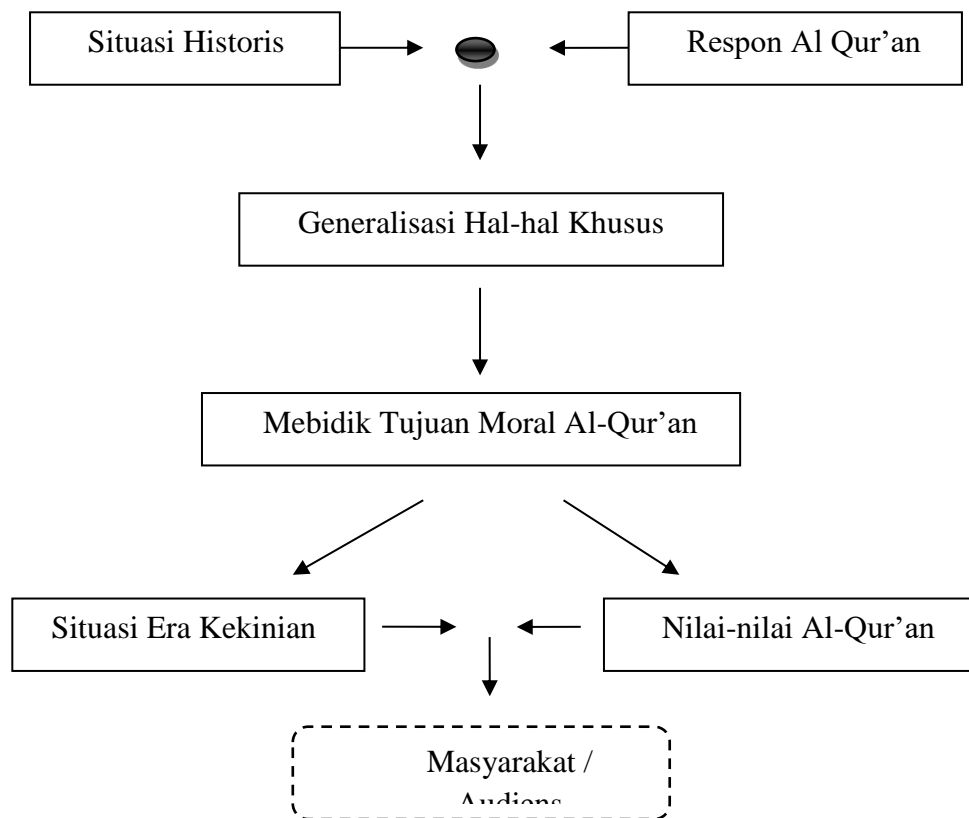 Situasi Historis
Respon Al Qur’an
Generalisasi Hal-hal Khusus
Mebidik Tujuan Moral Al-Qur’an
Situasi Era Kekinian
Nilai-nilai Al-Qur’an
Masyarakat /
Audiens